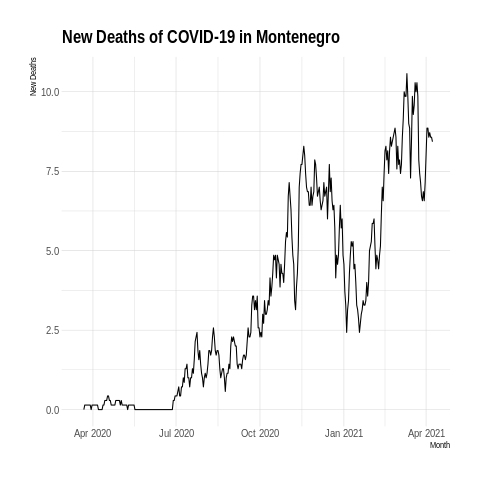 New Deaths of COVID-19 in Montenegro
New Deaths
10.0
7.5
5.0
2.5
0.0
Apr 2020 Jul 2020 Oct 2020 Jan 2021 Apr 2021
Month